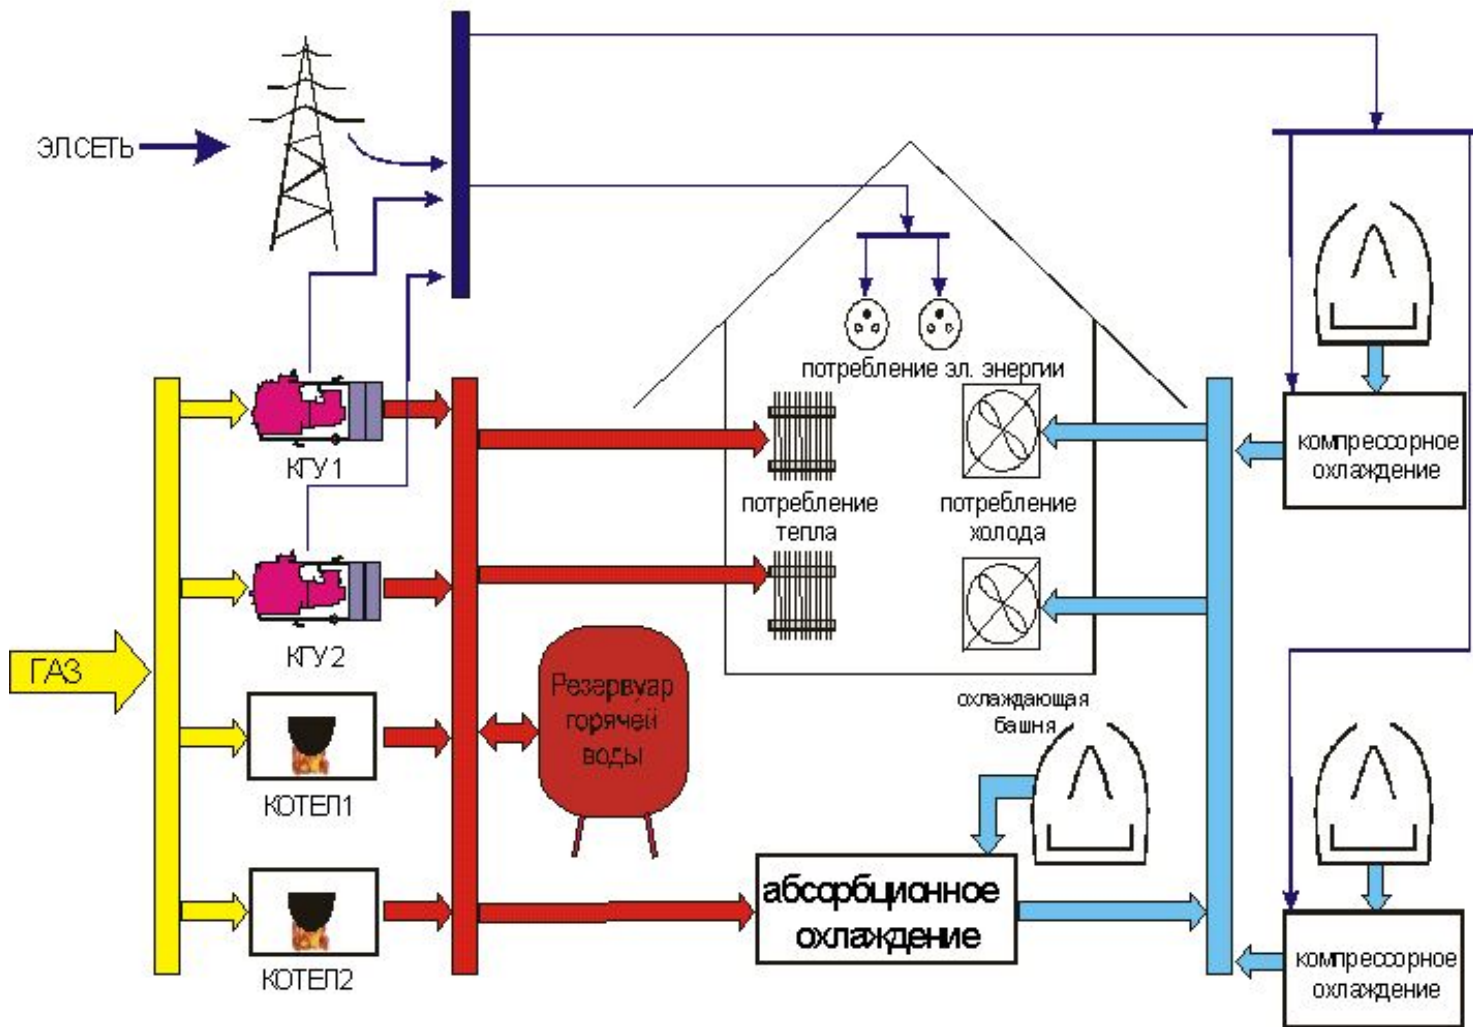 ЭЛ.СЕТЬ
потребление эл. энергии
КГУ1
компрессорное
охлаждение
потребление
тепла
потребление
холода
КГУ2
ГАЗ
Резервуар
горячей
воды
охлаждающая
башня
КОТЕЛ1
абсорбционное
охлаждение
КОТЕЛ2
компрессорное
охлаждение